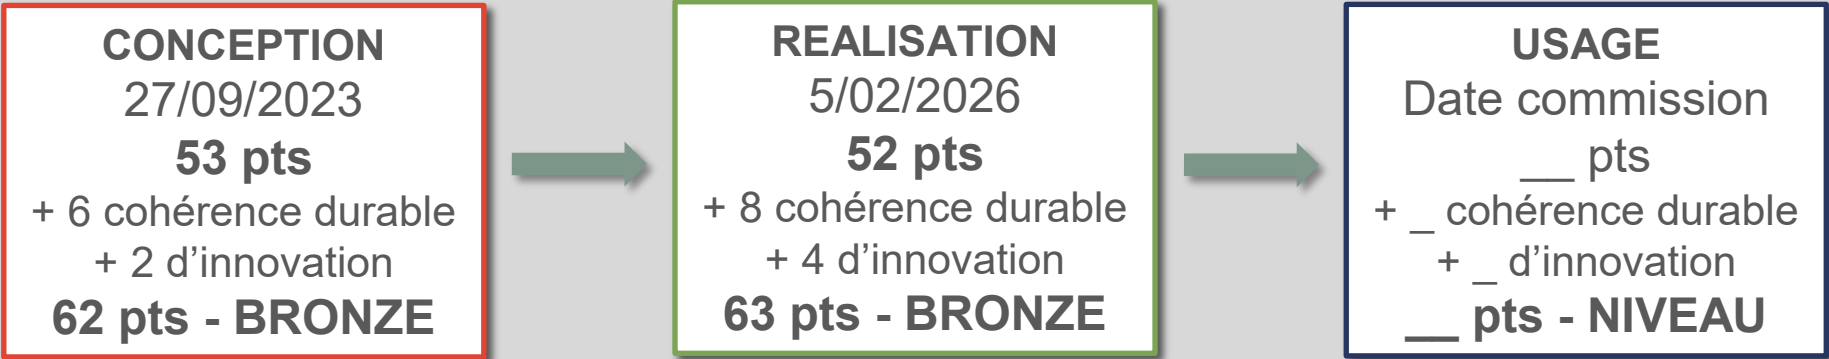 CONCEPTION
27/09/2023
53 pts
+ 6 cohérence durable
+ 2 d’innovation
62 pts - BRONZE
REALISATION
5/02/2026
52 pts
+ 8 cohérence durable
+ 4 d’innovation
63 pts - BRONZE
USAGE
Date commission
__ pts
+ _ cohérence durable
+ _ d’innovation
__ pts - NIVEAU